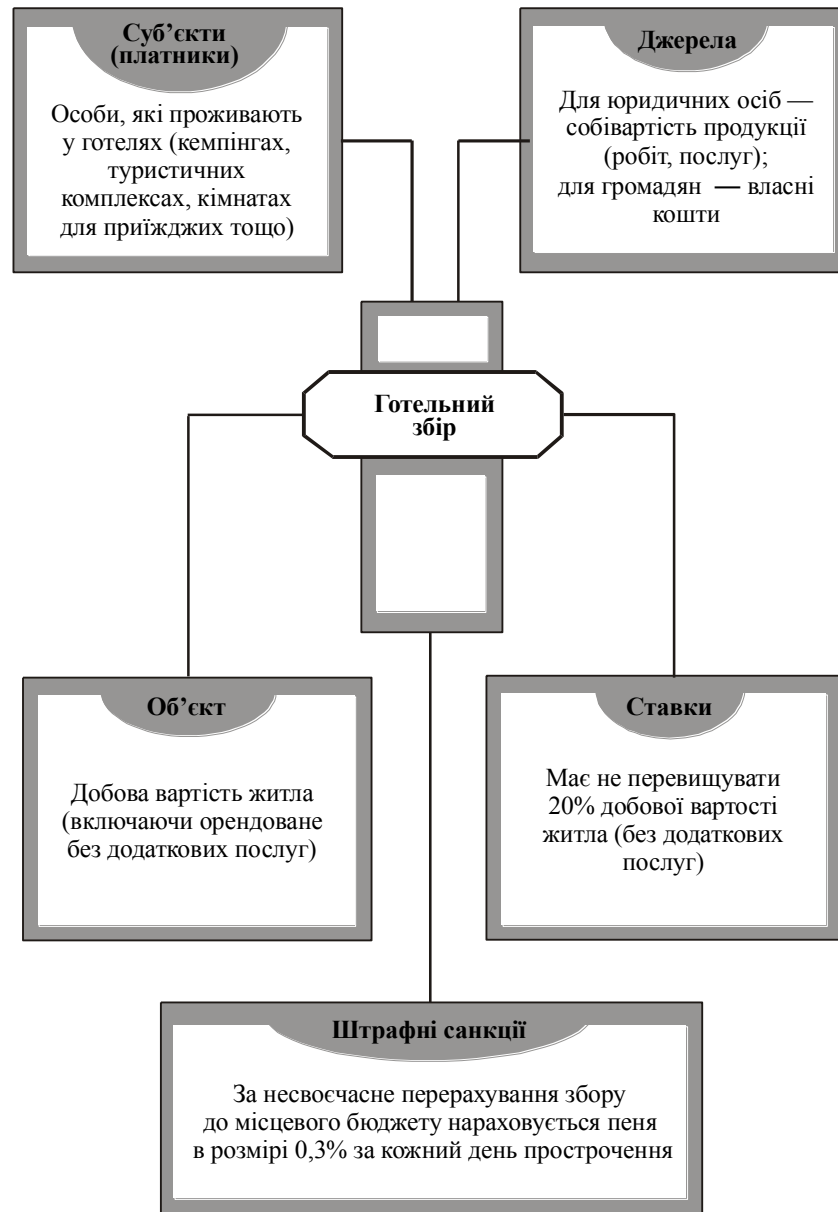 Суб’єкти
(платники)
Особи, які проживають
у готелях (кемпінгах,
туристичних
комплексах, кімнатах
для приїжджих тощо)
Джерела
Для юридичних осіб —
собівартість продукції
(робіт, послуг);
для громадян — власні
кошти
Готельний
збір
Об’єкт
Добова вартість житла
(включаючи орендоване
без додаткових послуг)
Ставки
Має не перевищувати
20% добової вартості
житла (без додаткових
послуг)
Штрафні санкції
За несвоєчасне перерахування збору
до місцевого бюджету нараховується пеня
в розмірі 0,3% за кожний день прострочення